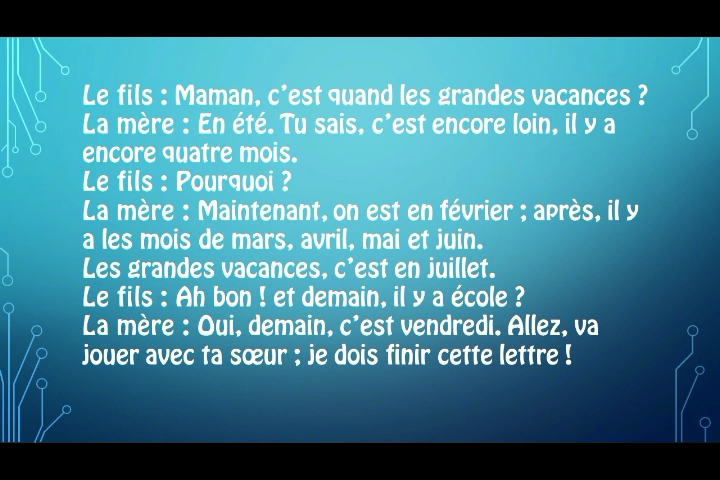 Le fils : Maman, c'est quand les grandes vacances ?
La mère : En été. Tu sais, c'est encore loin, il y a
encore quatre mois.
Le fils : Pourquoi ?
La mère : Maintenant, on est en février ; après, il y
a les mois de mars, avril, mai et juin.
Les grandes vacances, c'est en juillet.
Le fils : Ah bon ! et demain, il y a école ?
La mère : Oui, demain, c'est vendredi. Allez, va
jouer avec ta sœur ; je dois finir cette lettre !